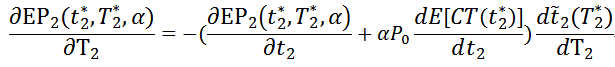 ∂EP₂(t₂*, T₂*, α)/∂T₂ = −(∂EP₂(t₂*, T₂*, α)/∂t₂ + αP₀ dE[CT(t₂*)]/dt₂) dt̃₂(T₂*)/dT₂